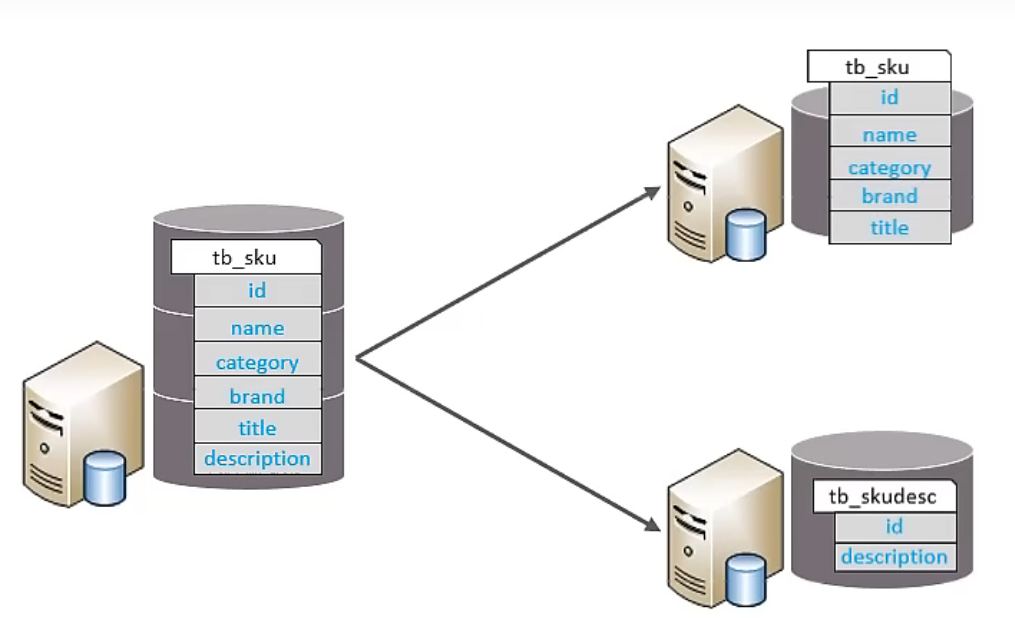 tb_sku
id
name
category
brand
title
description
tb_sku
id
name
category
brand
title
tb_skudesc
id
description